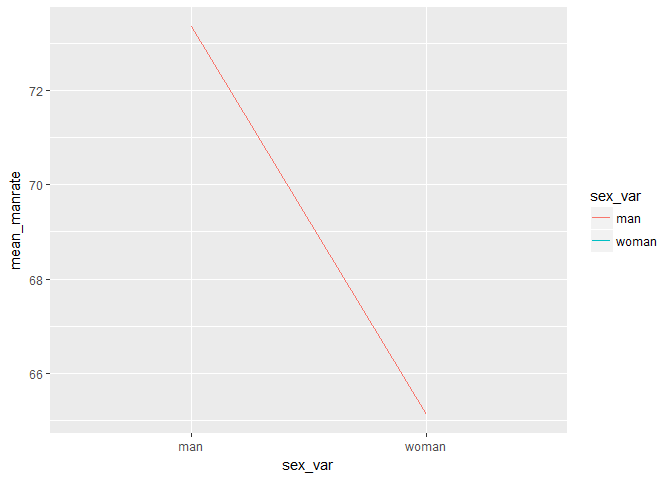 mean_manrate
72
70
68
66
man woman
sex_var
sex_var
man
woman